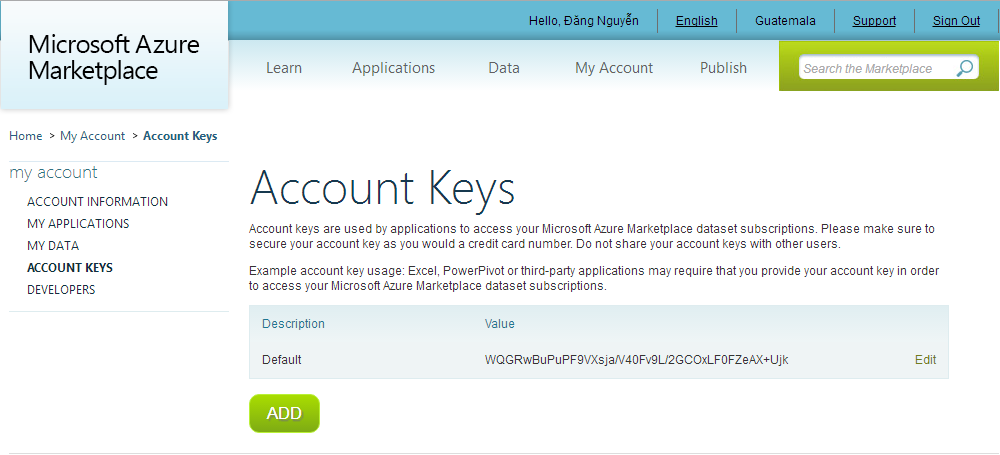 Hello, Đăng Nguyễn English Guatemala Support Sign Out
Microsoft Azure
Marketplace
Learn Applications Data My Account Publish
Search the Marketplace
Home > My Account > Account Keys
my account
ACCOUNT INFORMATION
MY APPLICATIONS
MY DATA
ACCOUNT KEYS
DEVELOPERS
Account Keys
Account keys are used by applications to access your Microsoft Azure Marketplace dataset subscriptions. Please make sure to
secure your account key as you would a credit card number. Do not share your account keys with other users.
Example account key usage: Excel, PowerPivot or third-party applications may require that you provide your account key in order
to access your Microsoft Azure Marketplace dataset subscriptions.
Description Value
Default WQGRwBuPuPF9VXsja/V40Fv9L/2GCOxLF0FZeAX+Ujk Edit
ADD